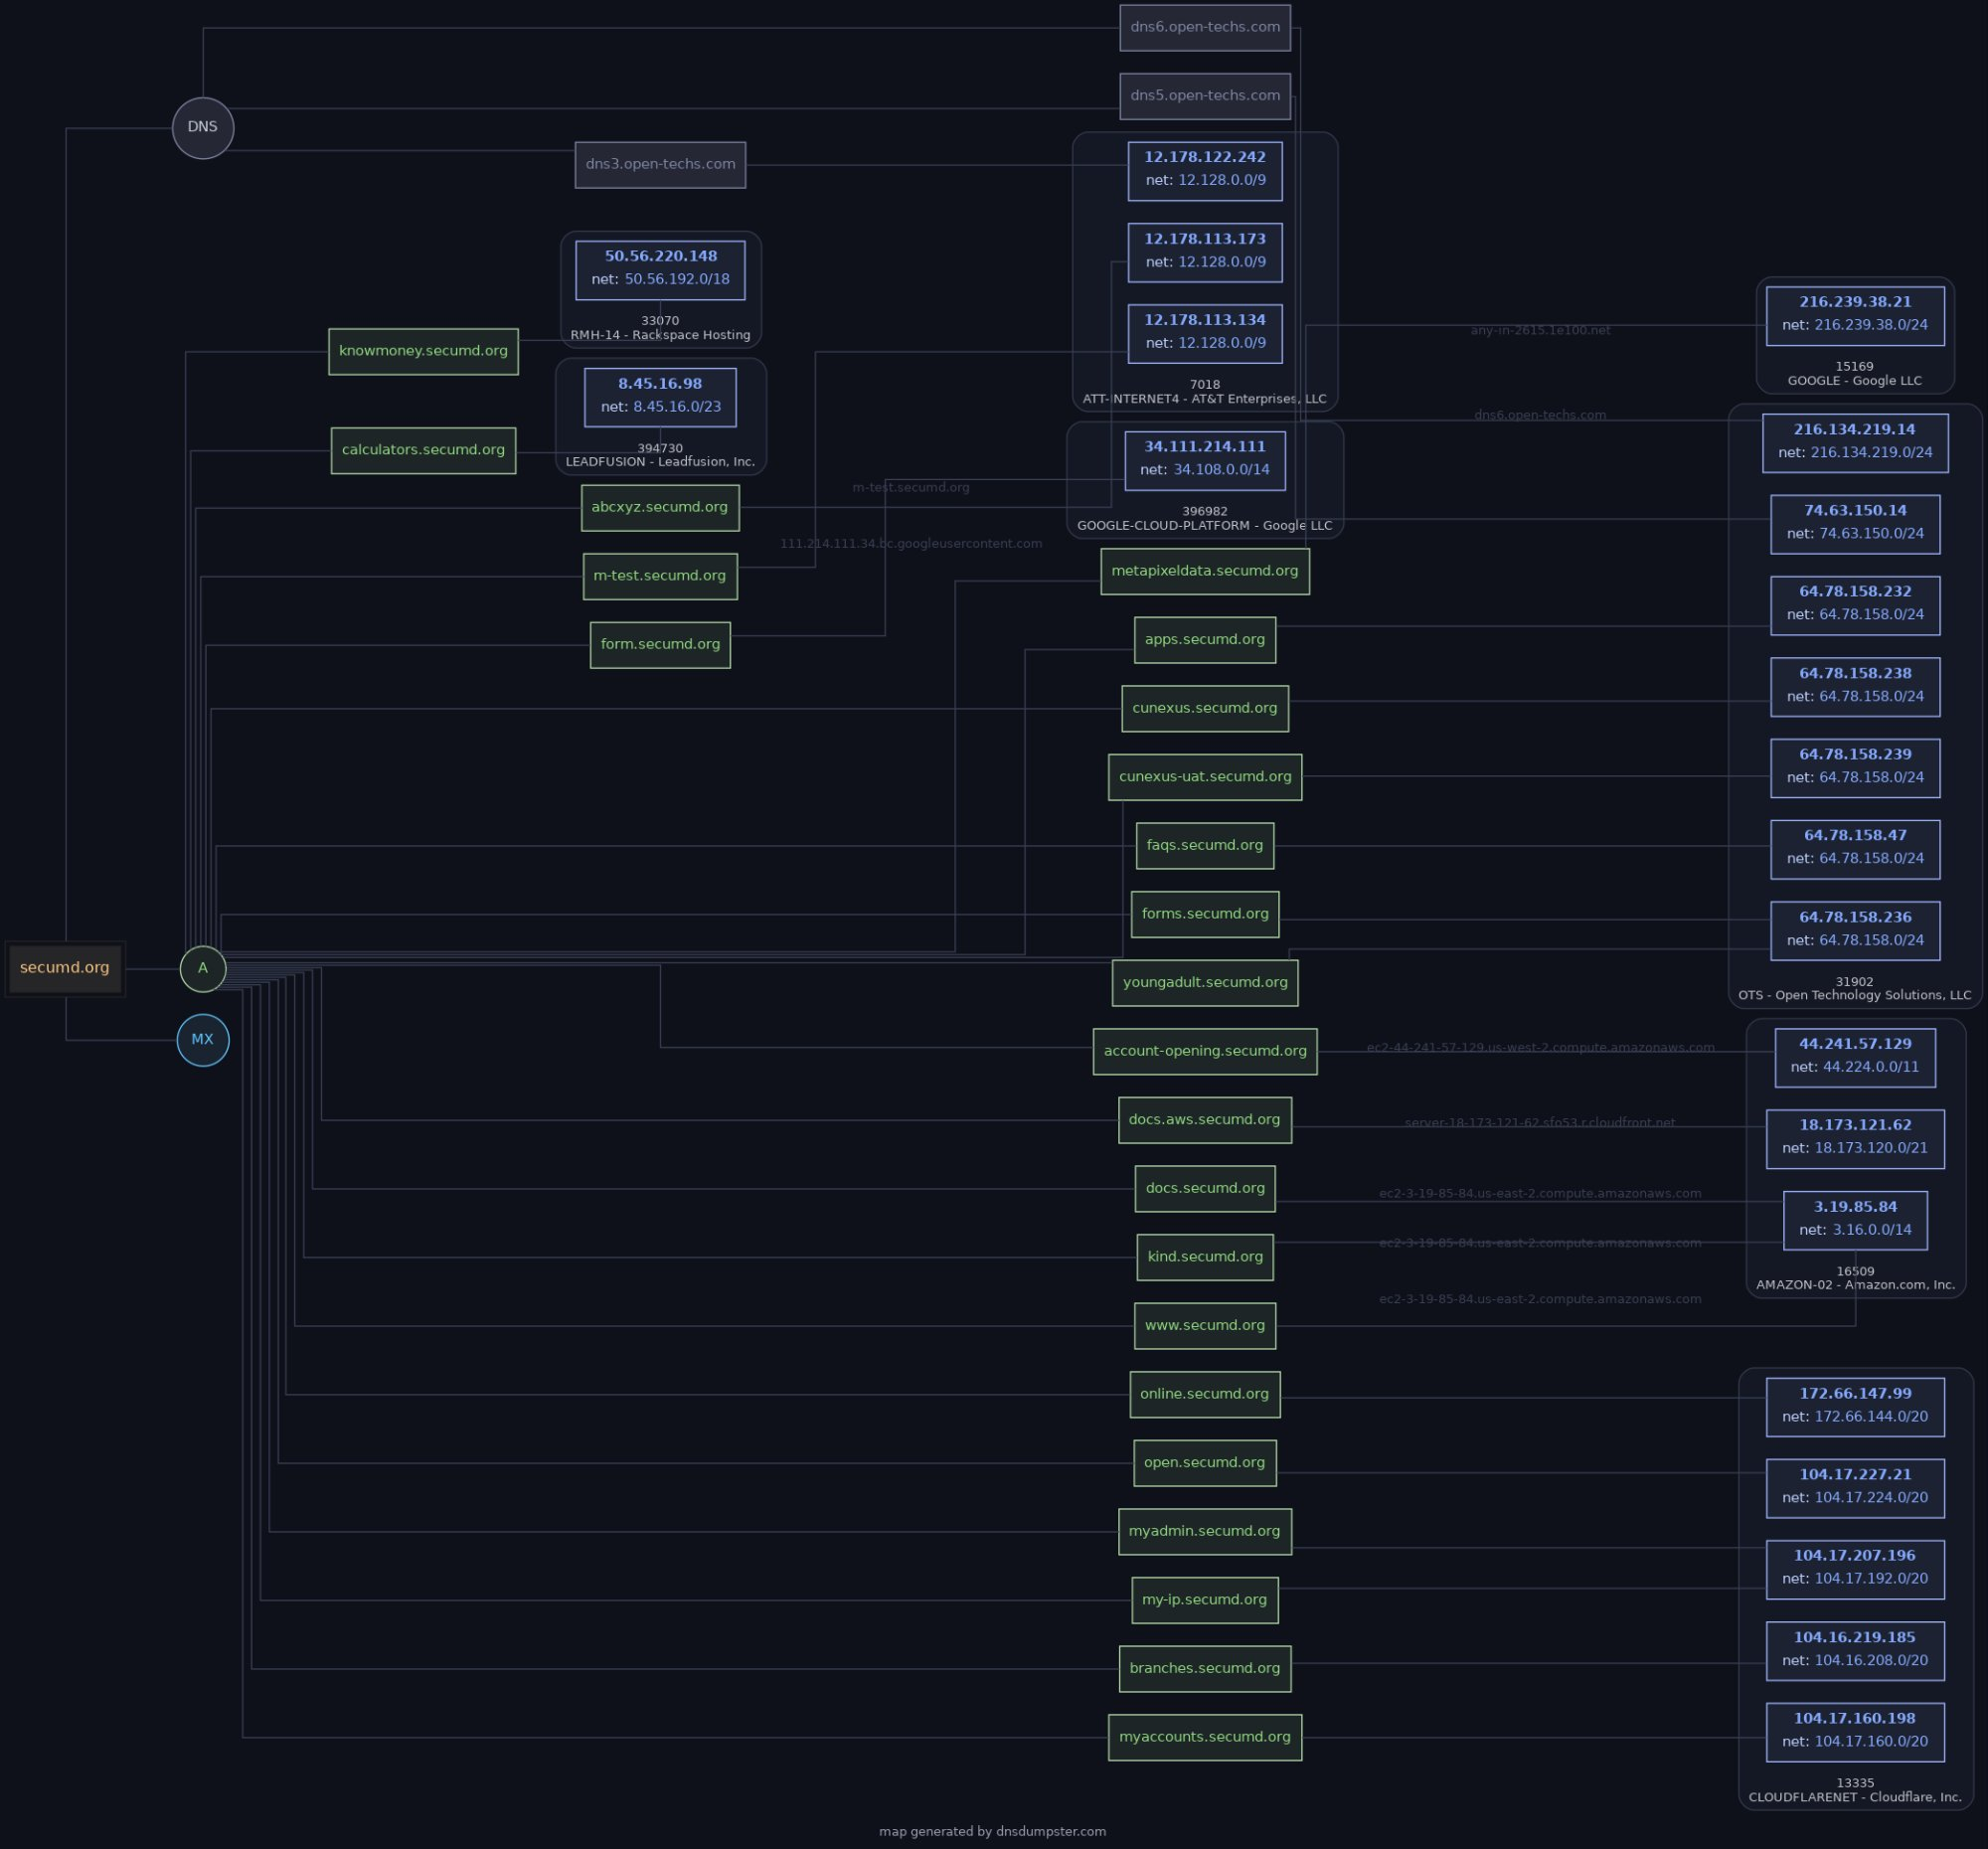 dns6.open-techs.com
dns5.open-techs.com
DNS
dns3.open-techs.com
12.178.122.242
net: 12.128.0.0/9
12.178.113.173
net: 12.128.0.0/9
12.178.113.134
net: 12.128.0.0/9
7018
ATT-INTERNET4 - AT&T Enterprises, LLC
50.56.220.148
net: 50.56.192.0/18
33070
RMH-14 - Rackspace Hosting
knowmoney.secumd.org
8.45.16.98
net: 8.45.16.0/23
394730
LEADFUSION - Leadfusion, Inc.
calculators.secumd.org
any-in-2615.1e100.net
216.239.38.21
net: 216.239.38.0/24
15169
GOOGLE - Google LLC
dns6.open-techs.com
34.111.214.111
net: 34.108.0.0/14
396982
GOOGLE-CLOUD-PLATFORM - Google LLC
abcxyz.secumd.org
m-test.secumd.org
111.214.111.34.bc.googleusercontent.com
m-test.secumd.org
form.secumd.org
metapixeldata.secumd.org
apps.secumd.org
cunexus.secumd.org
cunexus-uat.secumd.org
faqs.secumd.org
forms.secumd.org
youngadult.secumd.org
216.134.219.14
net: 216.134.219.0/24
74.63.150.14
net: 74.63.150.0/24
64.78.158.232
net: 64.78.158.0/24
64.78.158.238
net: 64.78.158.0/24
64.78.158.239
net: 64.78.158.0/24
64.78.158.47
net: 64.78.158.0/24
64.78.158.236
net: 64.78.158.0/24
31902
OTS - Open Technology Solutions, LLC
secumd.org
A
MX
account-opening.secumd.org
ec2-44-241-57-129.us-west-2.compute.amazonaws.com
44.241.57.129
net: 44.224.0.0/11
docs.aws.secumd.org
server-18-173-121-62.sfo53.r.cloudfront.net
18.173.121.62
net: 18.173.120.0/21
docs.secumd.org
ec2-3-19-85-84.us-east-2.compute.amazonaws.com
3.19.85.84
net: 3.16.0.0/14
kind.secumd.org
ec2-3-19-85-84.us-east-2.compute.amazonaws.com
16509
AMAZON-02 - Amazon.com, Inc.
ec2-3-19-85-84.us-east-2.compute.amazonaws.com
www.secumd.org
online.secumd.org
172.66.147.99
net: 172.66.144.0/20
open.secumd.org
104.17.227.21
net: 104.17.224.0/20
myadmin.secumd.org
104.17.207.196
net: 104.17.192.0/20
my-ip.secumd.org
104.16.219.185
net: 104.16.208.0/20
branches.secumd.org
104.17.160.198
net: 104.17.160.0/20
myaccounts.secumd.org
13335
CLOUDFLARENET - Cloudflare, Inc.
map generated by dnsdumpster.com